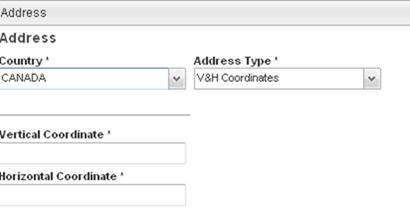 Address
Address
Country *
Address Type *
CANADA
V&H Coordinates
Vertical Coordinate *
Horizontal Coordinate *